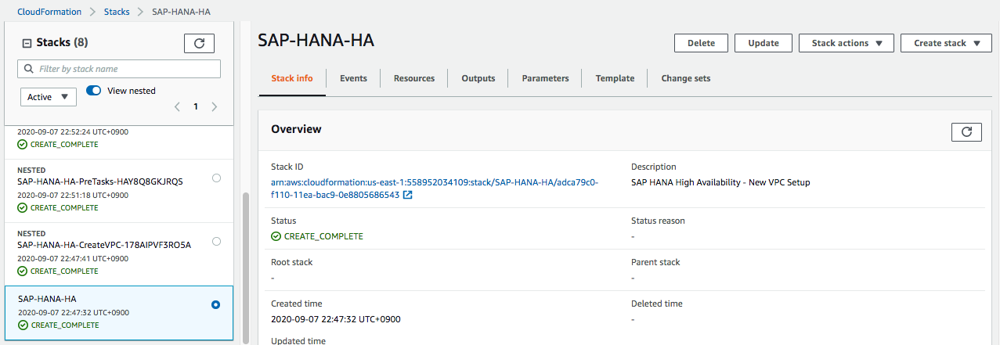 CloudFormation > Stacks > SAP-HANA-HA
Stacks (8)
Filter by stack name
Active
View nested
1
2020-09-07 22:52:24 UTC+0900
CREATE_COMPLETE
NESTED
SAP-HANA-HA-PreTasks-HAY8Q8GKJRQS
2020-09-07 22:51:18 UTC+0900
CREATE_COMPLETE
NESTED
SAP-HANA-HA-CreateVPC-178AIPVF3RO5A
2020-09-07 22:47:41 UTC+0900
CREATE_COMPLETE
SAP-HANA-HA
2020-09-07 22:47:32 UTC+0900
CREATE_COMPLETE
SAP-HANA-HA
Delete
Update
Stack actions
Create stack
Stack info
Events
Resources
Outputs
Parameters
Template
Change sets
Overview
Stack ID
arn:aws:cloudformation:us-east-1:558952034109:stack/SAP-HANA-HA/adca79c0-
f110-11ea-bac9-0e8805686543
Description
SAP HANA High Availability - New VPC Setup
Status
CREATE_COMPLETE
Status reason
-
Root stack
-
Parent stack
-
Created time
2020-09-07 22:47:32 UTC+0900
Deleted time
-
Updated time